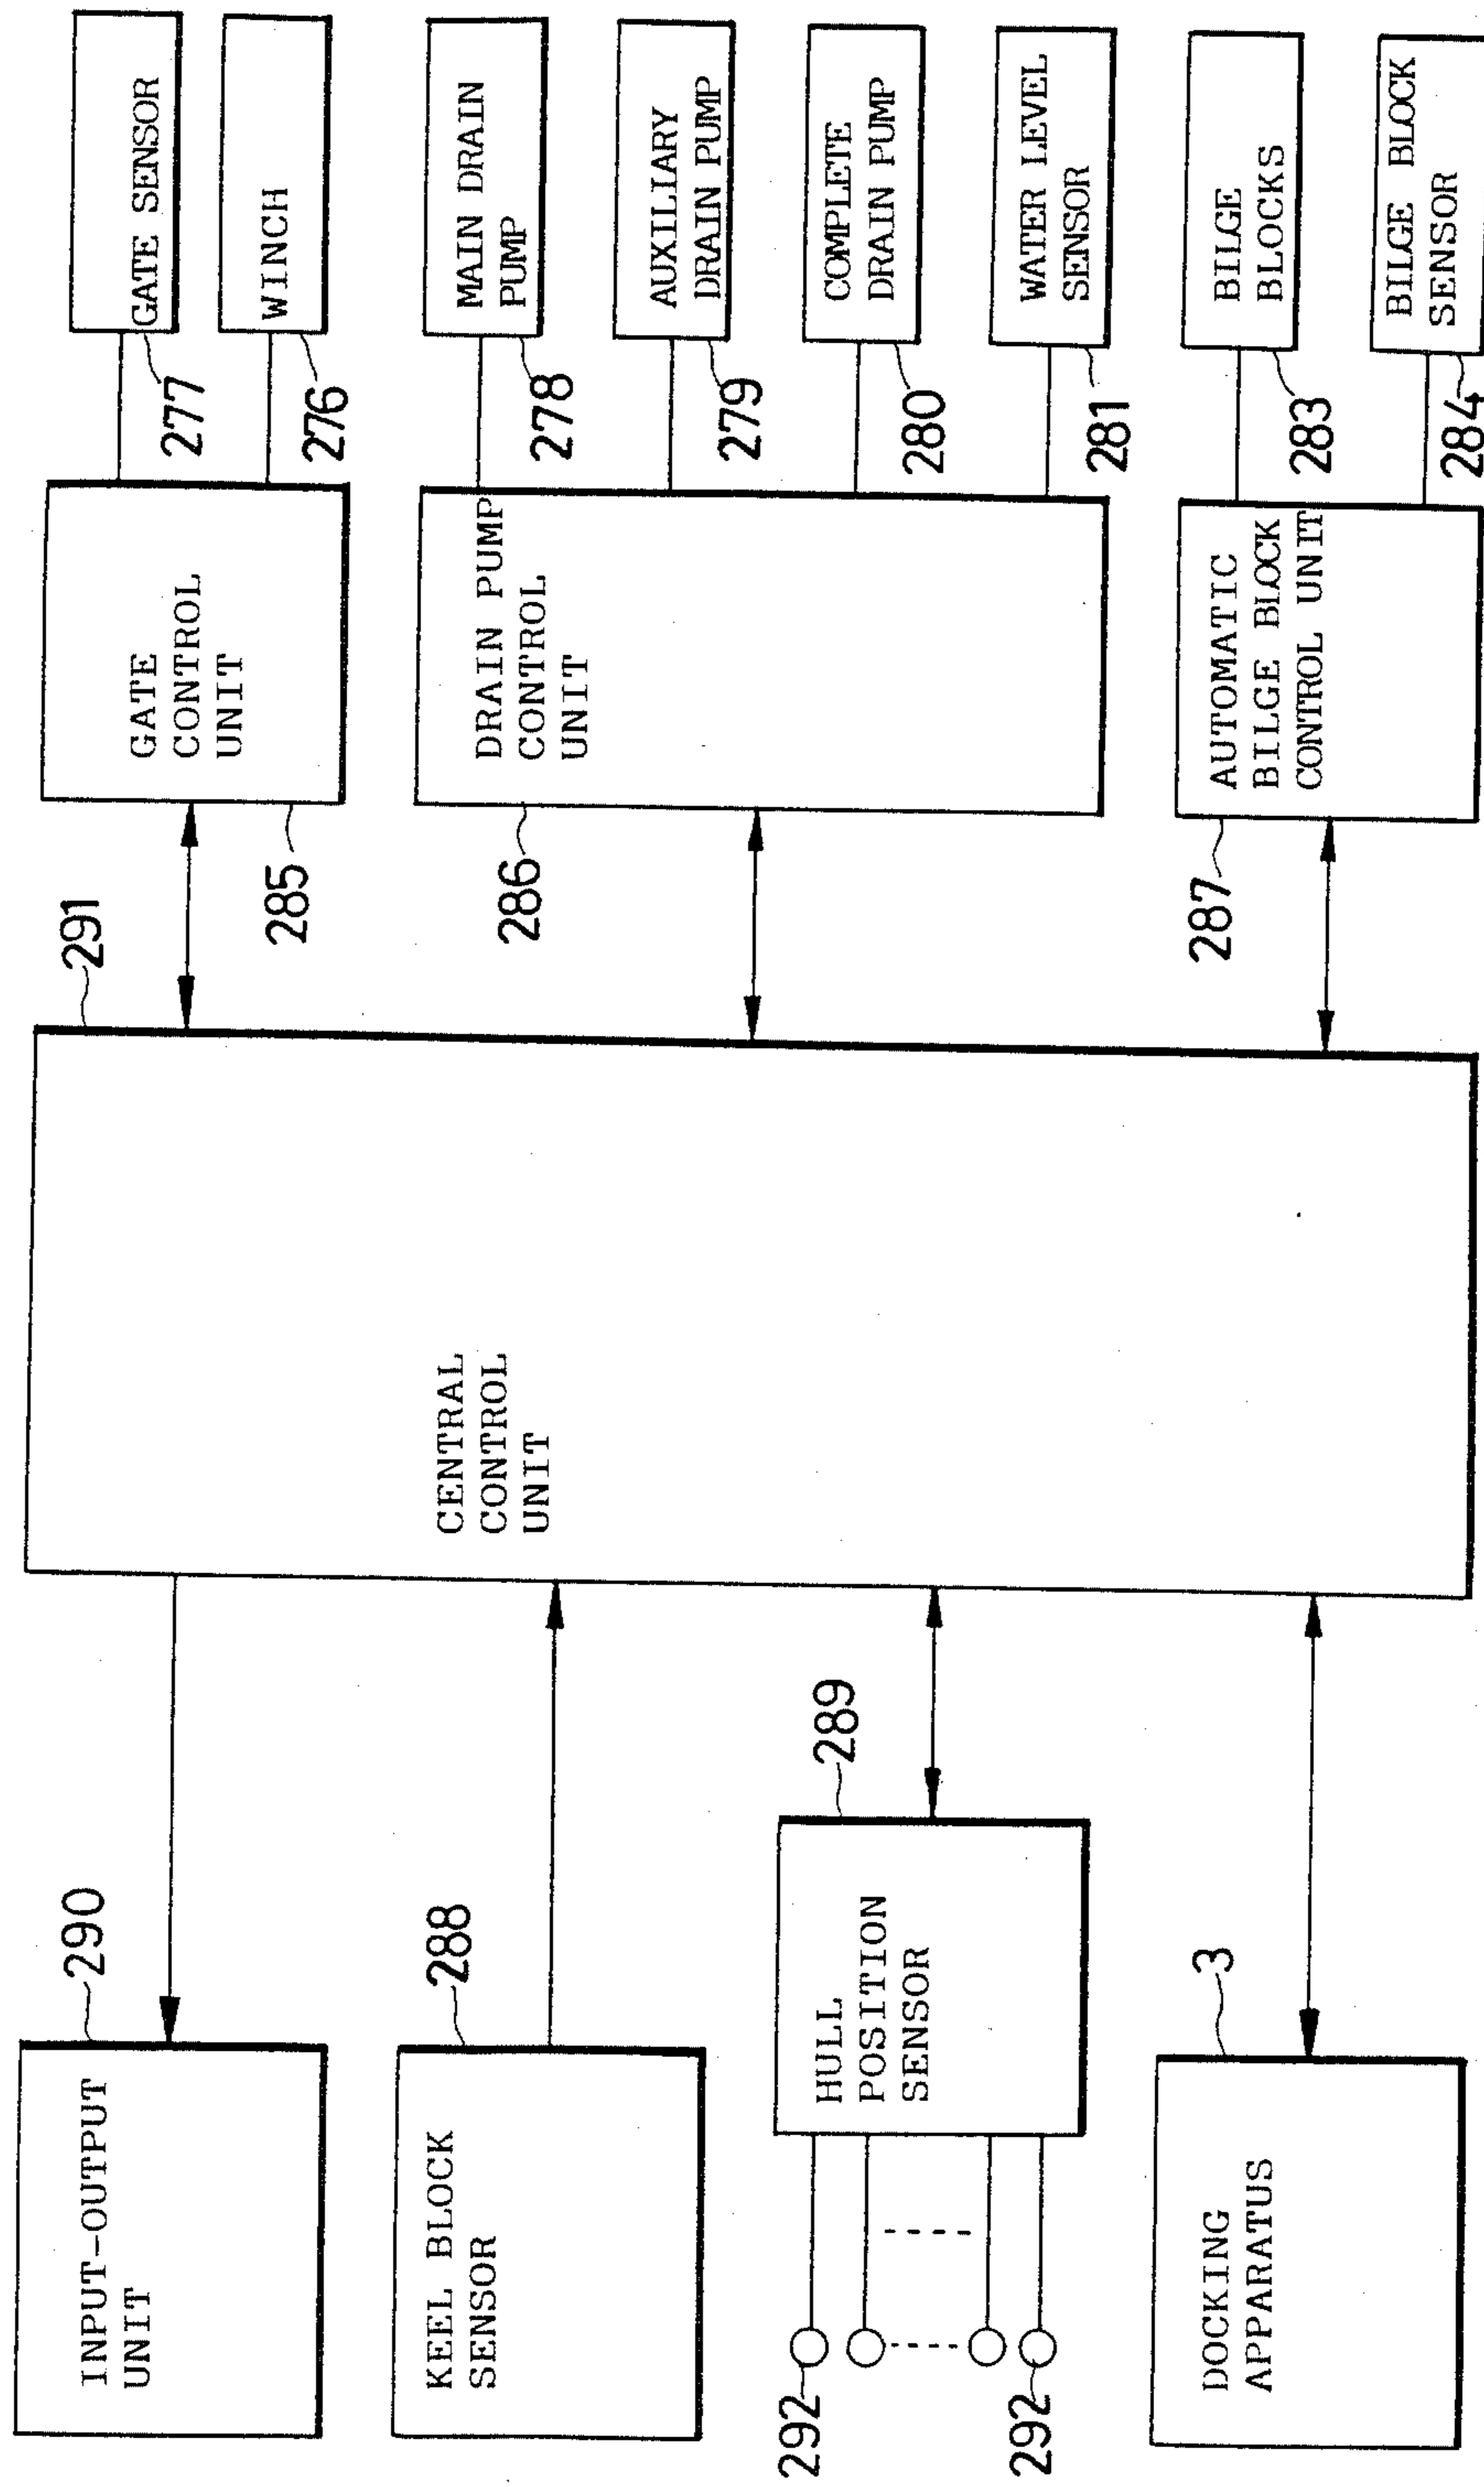 INPUT-OUTPUT
UNIT
290
KEEL BLOCK
SENSOR
288
HULL
POSITION
SENSOR
289
292
292
DOCKING
APPARATUS
3
CENTRAL
CONTROL
UNIT
291
GATE
CONTROL
UNIT
285
DRAIN PUMP
CONTROL
UNIT
286
AUTOMATIC
BILGE BLOCK
CONTROL UNIT
287
GATE SENSOR
277
WINCH
276
MAIN DRAIN
PUMP
278
AUXILIARY
DRAIN PUMP
279
COMPLETE
DRAIN PUMP
280
WATER LEVEL
SENSOR
281
BILGE
BLOCKS
283
BILGE BLOCK
SENSOR
284